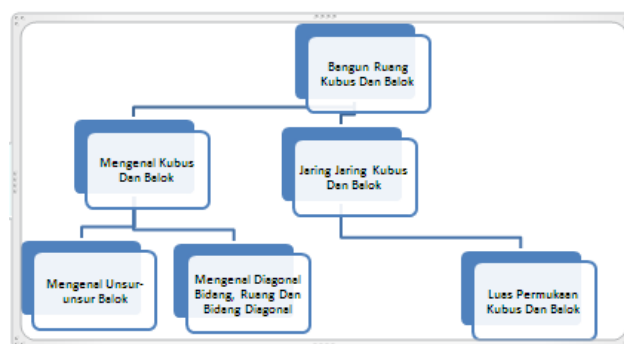 Bangun Ruang
Kubus Dan Balok
Mengenal Kubus
Dan Balok
Jaring Jaring Kubus
Dan Balok
Mengenal Unsur-
unsur Balok
Mengenal Diagonal
Bidang, Ruang Dan
Bidang Diagonal
Luas Permukaan
Kubus Dan Balok